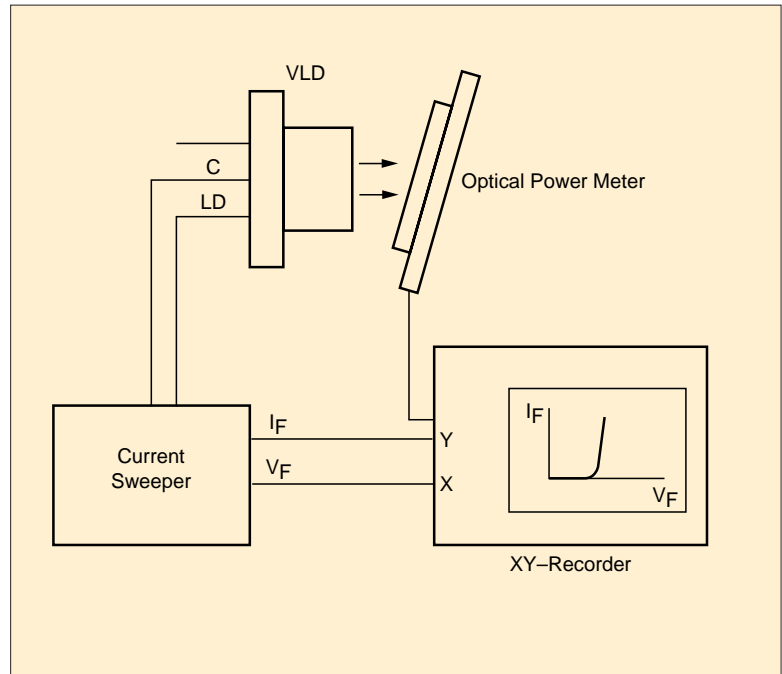 VLD
C
LD
Optical Power Meter
Current
Sweeper
IF
VF
Y
X
IF
VF
XY–Recorder